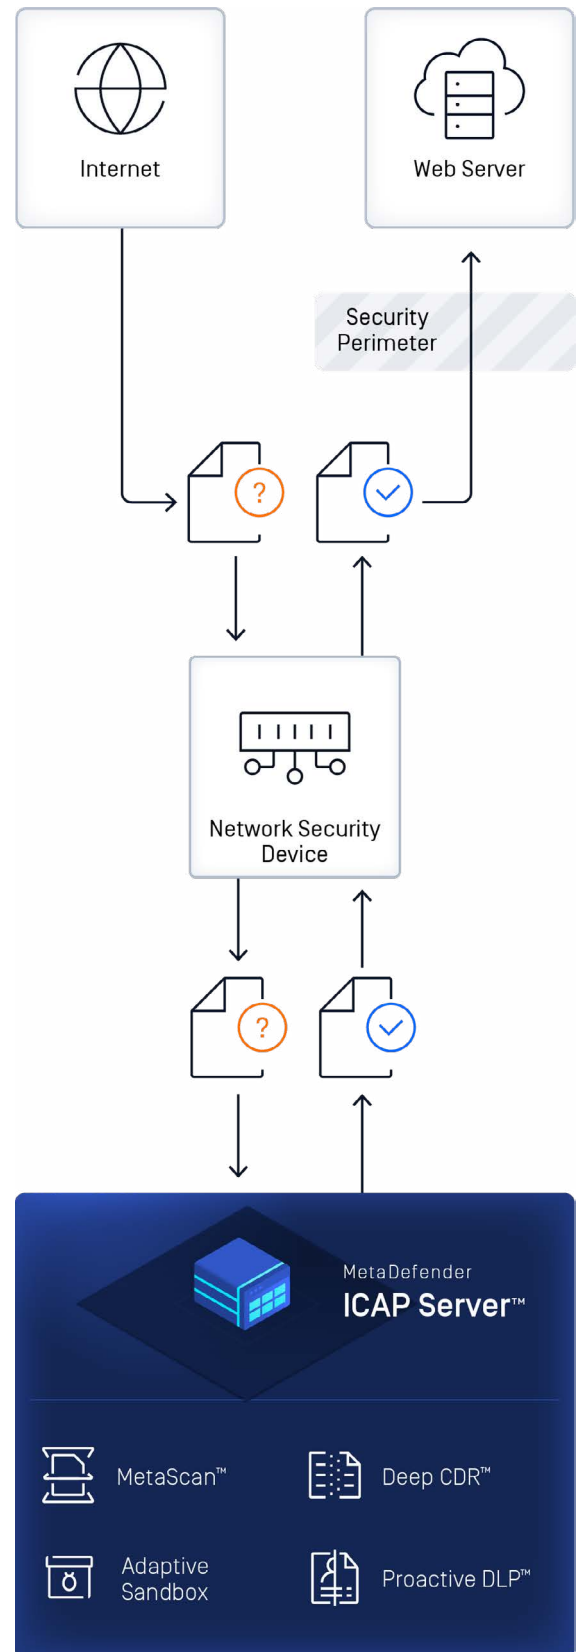 Internet
Web Server
Security
Perimeter
?
Network Security
Device
?
MetaDefender
ICAP Server™
MetaScan™
Deep CDR™
Adaptive
Sandbox
Proactive DLP™